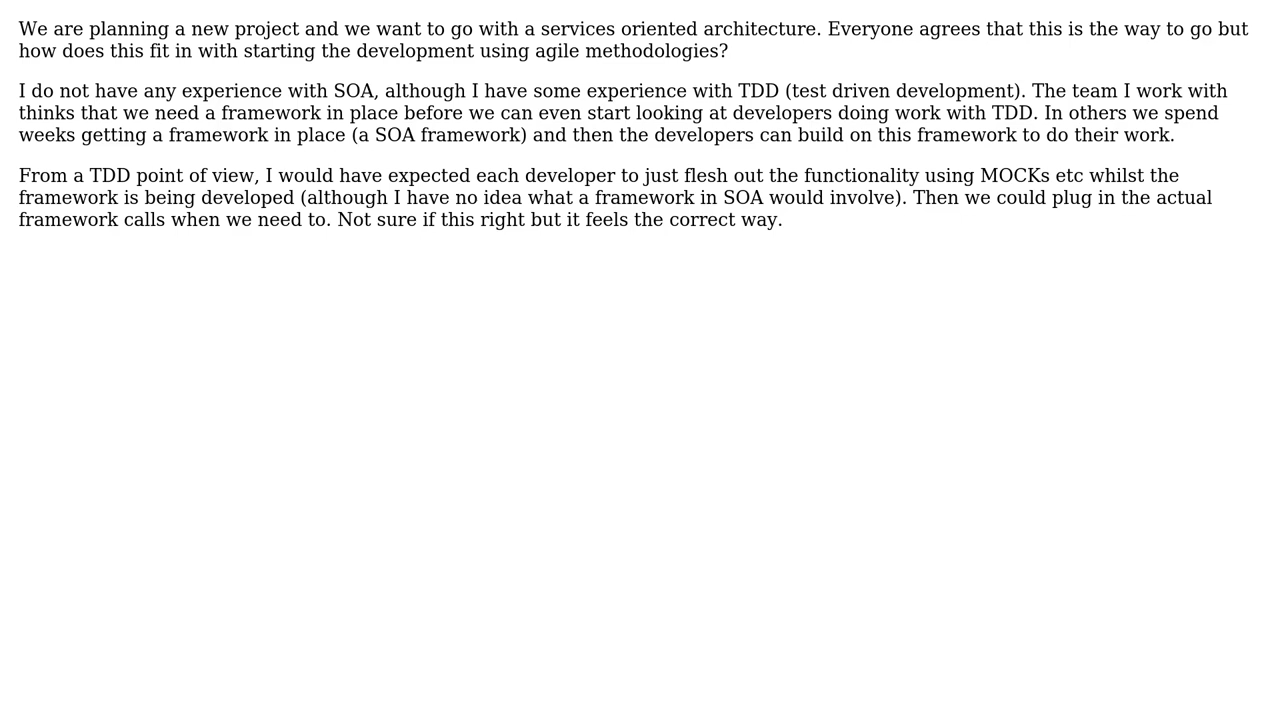 We are planning a new project and we want to go with a services oriented architecture. Everyone agrees that this is the way to go but
how does this fit in with starting the development using agile methodologies?
I do not have any experience with SOA, although I have some experience with TDD (test driven development). The team I work with
thinks that we need a framework in place before we can even start looking at developers doing work with TDD. In others we spend
weeks getting a framework in place (a SOA framework) and then the developers can build on this framework to do their work.
From a TDD point of view, I would have expected each developer to just flesh out the functionality using MOCKs etc whilst the
framework is being developed (although I have no idea what a framework in SOA would involve). Then we could plug in the actual
framework calls when we need to. Not sure if this right but it feels the correct way.